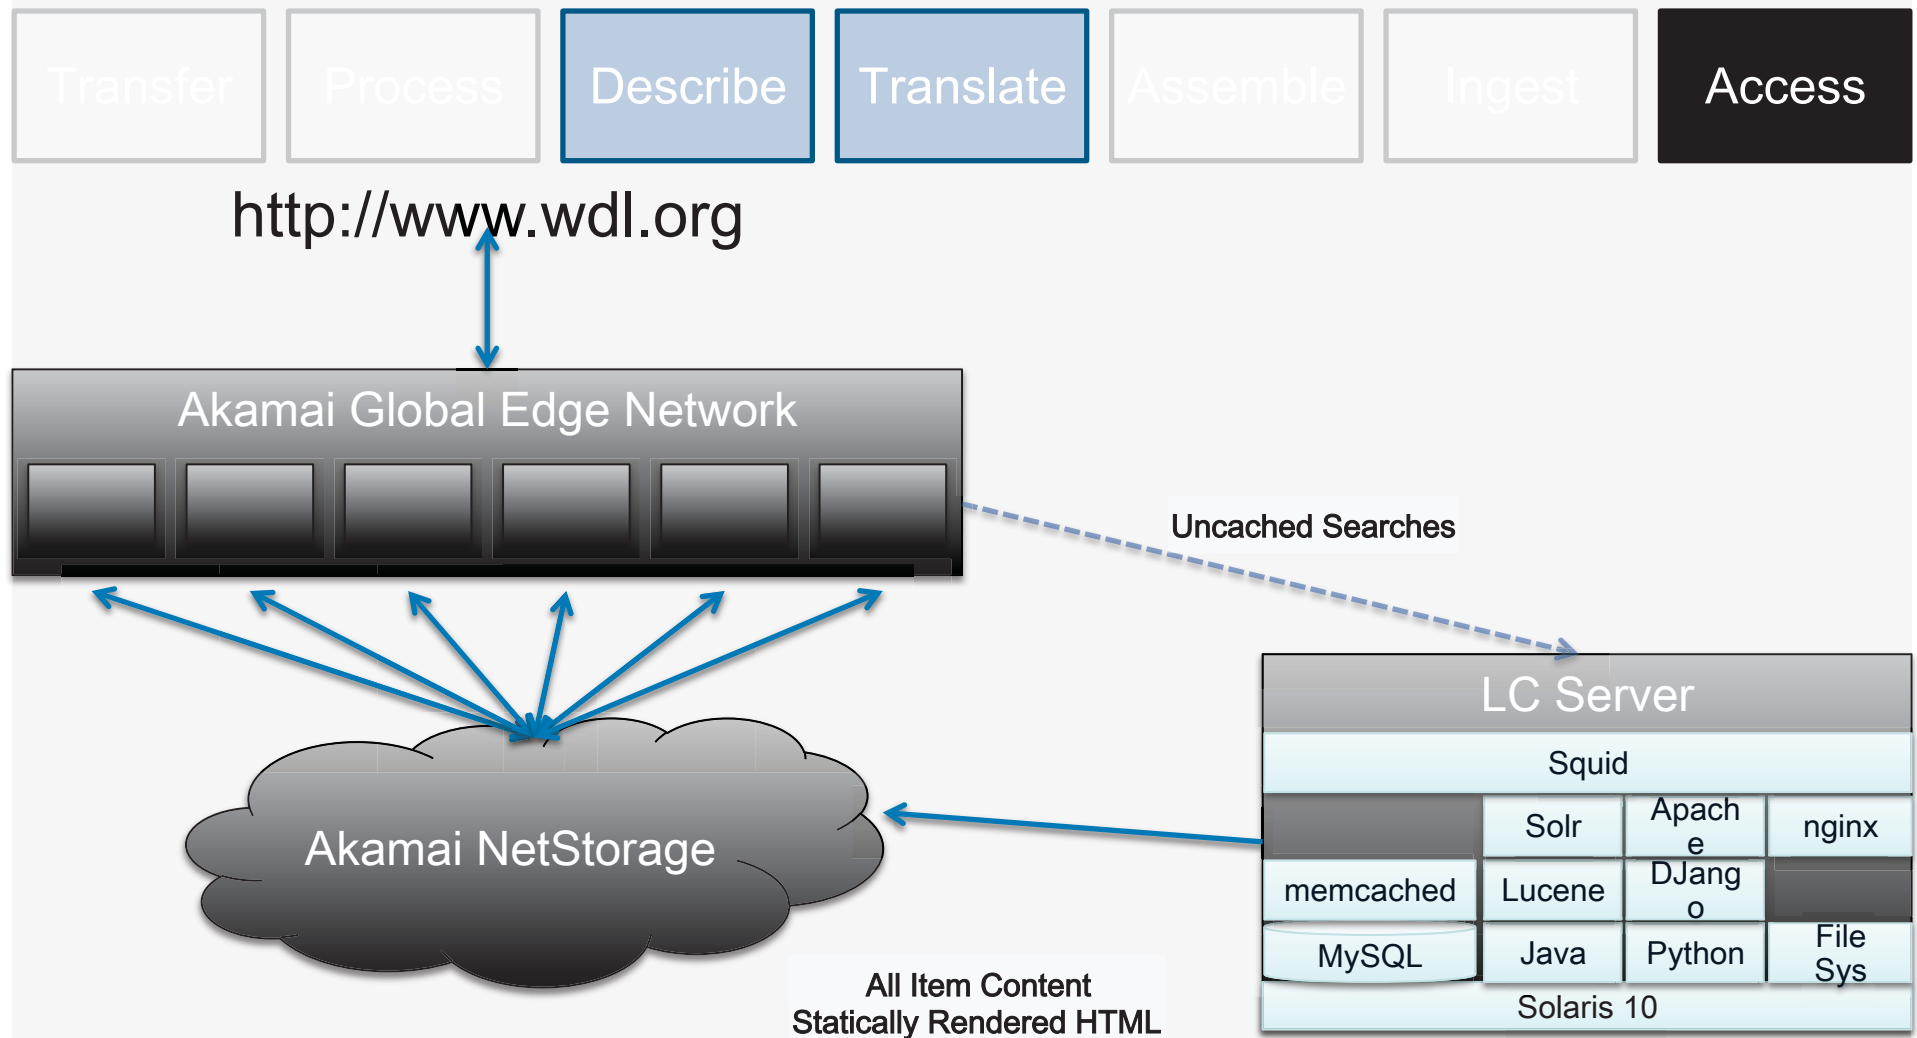 Transfer Process Describe Translate Assemble Ingest Access
http://www.wdl.org
Akamai Global Edge Network
Uncached Searches
LC Server
Squid
Solr
Apach
e
nginx
memcached
Lucene
DJang
o
MySQL
Java
Python
File
Sys
Solaris 10
Akamai NetStorage
All Item Content
Statically Rendered HTML